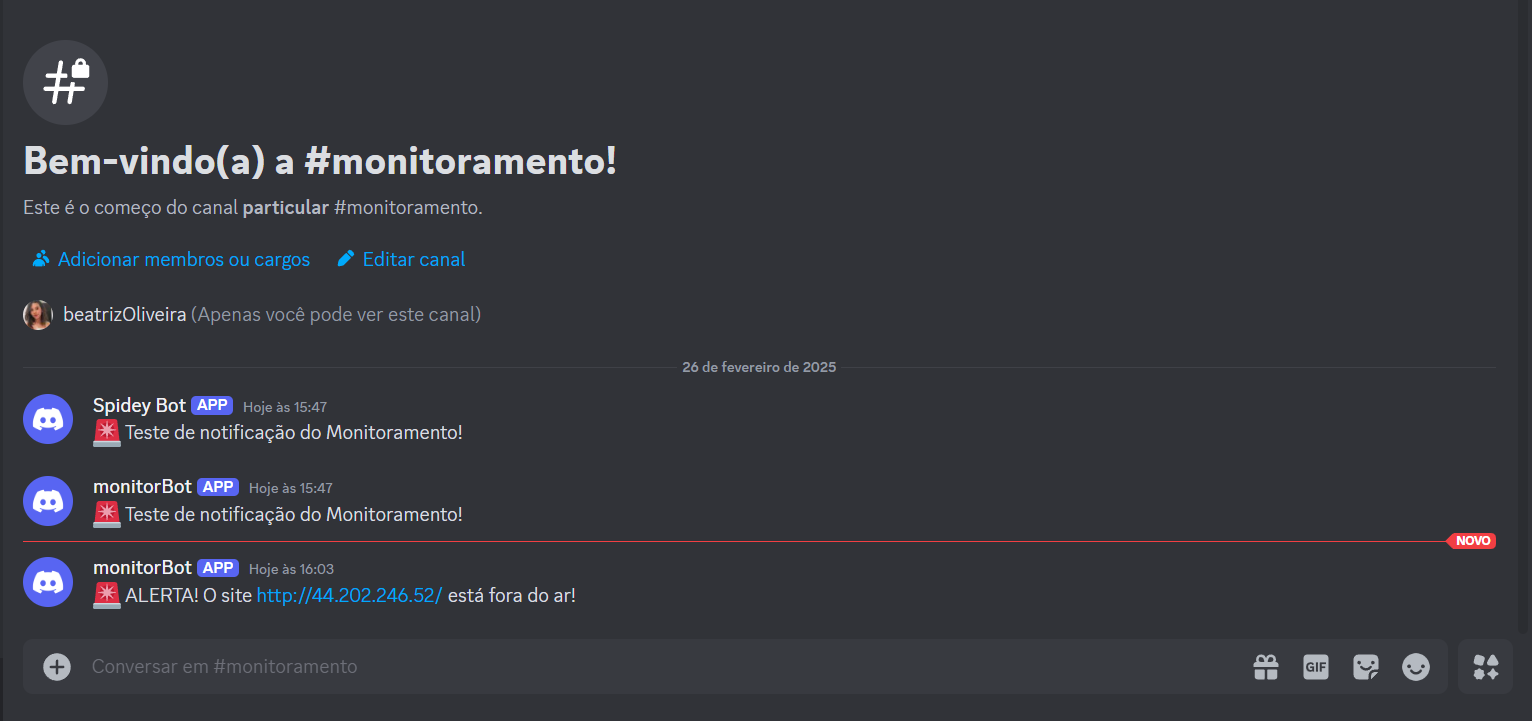 Bem-vindo(a) a #monitoramento!
Este é o começo do canal particular #monitoramento.
Adicionar membros ou cargos Editar canal
beatrizOliveira (Apenas você pode ver este canal)
26 de fevereiro de 2025
Spidey Bot APP Hoje às 15:47
🚨 Teste de notificação do Monitoramento!
monitorBot APP Hoje às 15:47
🚨 Teste de notificação do Monitoramento!
NOVO
monitorBot APP Hoje às 16:03
🚨 ALERTA! O site http://44.202.246.52/ está fora do ar!
Conversar em #monitoramento GIF